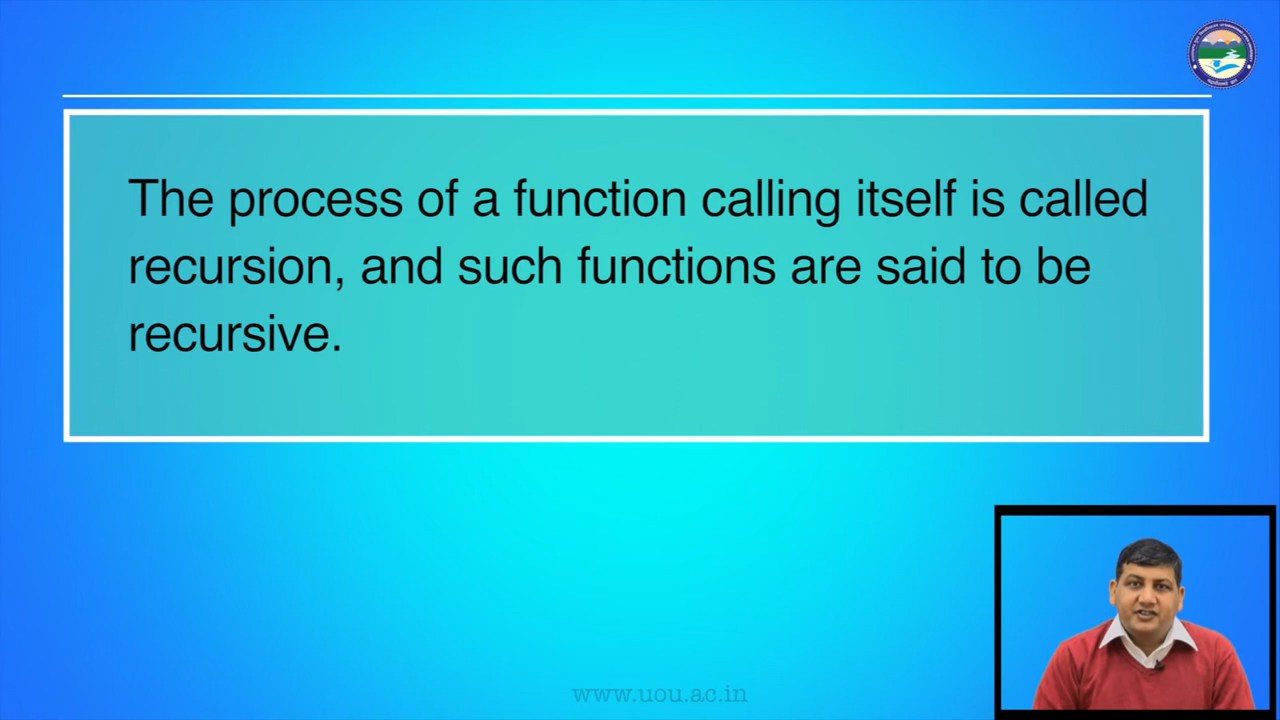 The process of a function calling itself is called
recursion, and such functions are said to be
recursive.
www.uou.ac.in